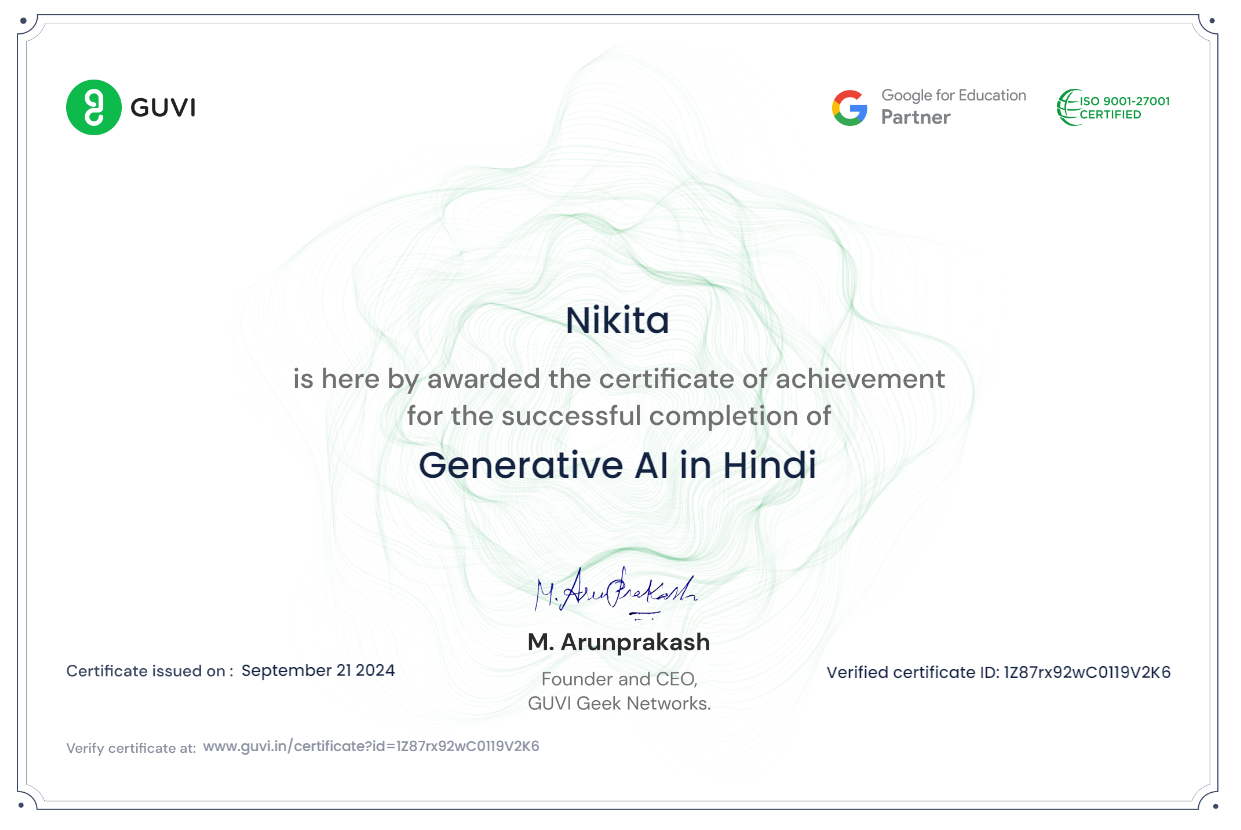 GUVI
Google for Education
Partner
ISO 9001-27001
CERTIFIED
Nikita
is here by awarded the certificate of achievement
for the successful completion of
Generative AI in Hindi
M. Arunprakash
M. Arunprakash
Founder and CEO,
GUVI Geek Networks.
Certificate issued on : September 21 2024
Verified certificate ID: 1Z87rx92wC0119V2K6
Verify certificate at: www.guvi.in/certificate?id=1Z87rx92wC0119V2K6